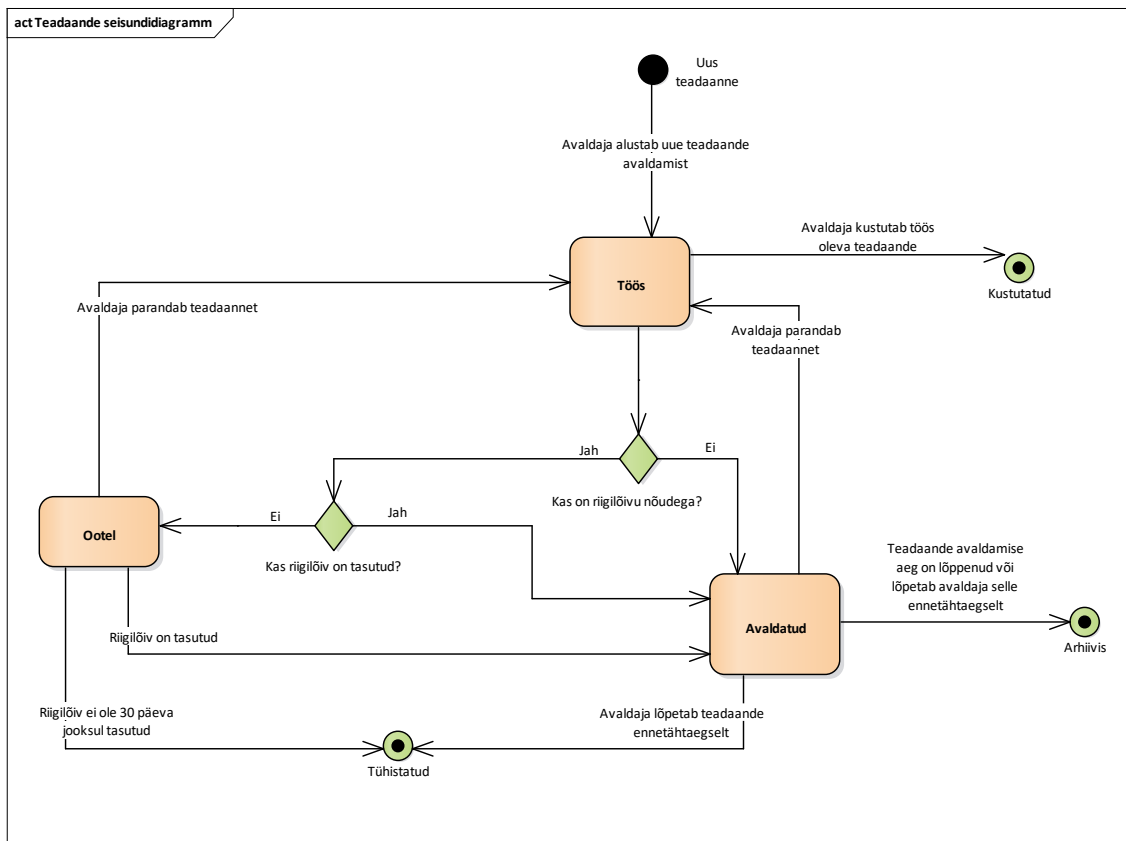 act Teadaande seisundidiagramm
Uus
teadaanne
Avaldaja alustab uue teadaande
avaldamist
Avaldaja kustutab töös
oleva teadaande
Töös
Kustutatud
Avaldaja parandab teadaannet
Avaldaja parandab
teadaannet
Jah
Ei
Kas on riigilõivu nõudega?
Ootel
Ei
Jah
Kas riigilõiv on tasutud?
Teadaande avaldamise
aeg on lõppenud või
lõpetab avaldaja selle
ennetähtaegselt
Avaldatud
Arhiivis
Riigilõiv on tasutud
Riigilõiv ei ole 30 päeva
jooksul tasutud
Avaldaja lõpetab teadaande
ennetähtaegselt
Tühistatud